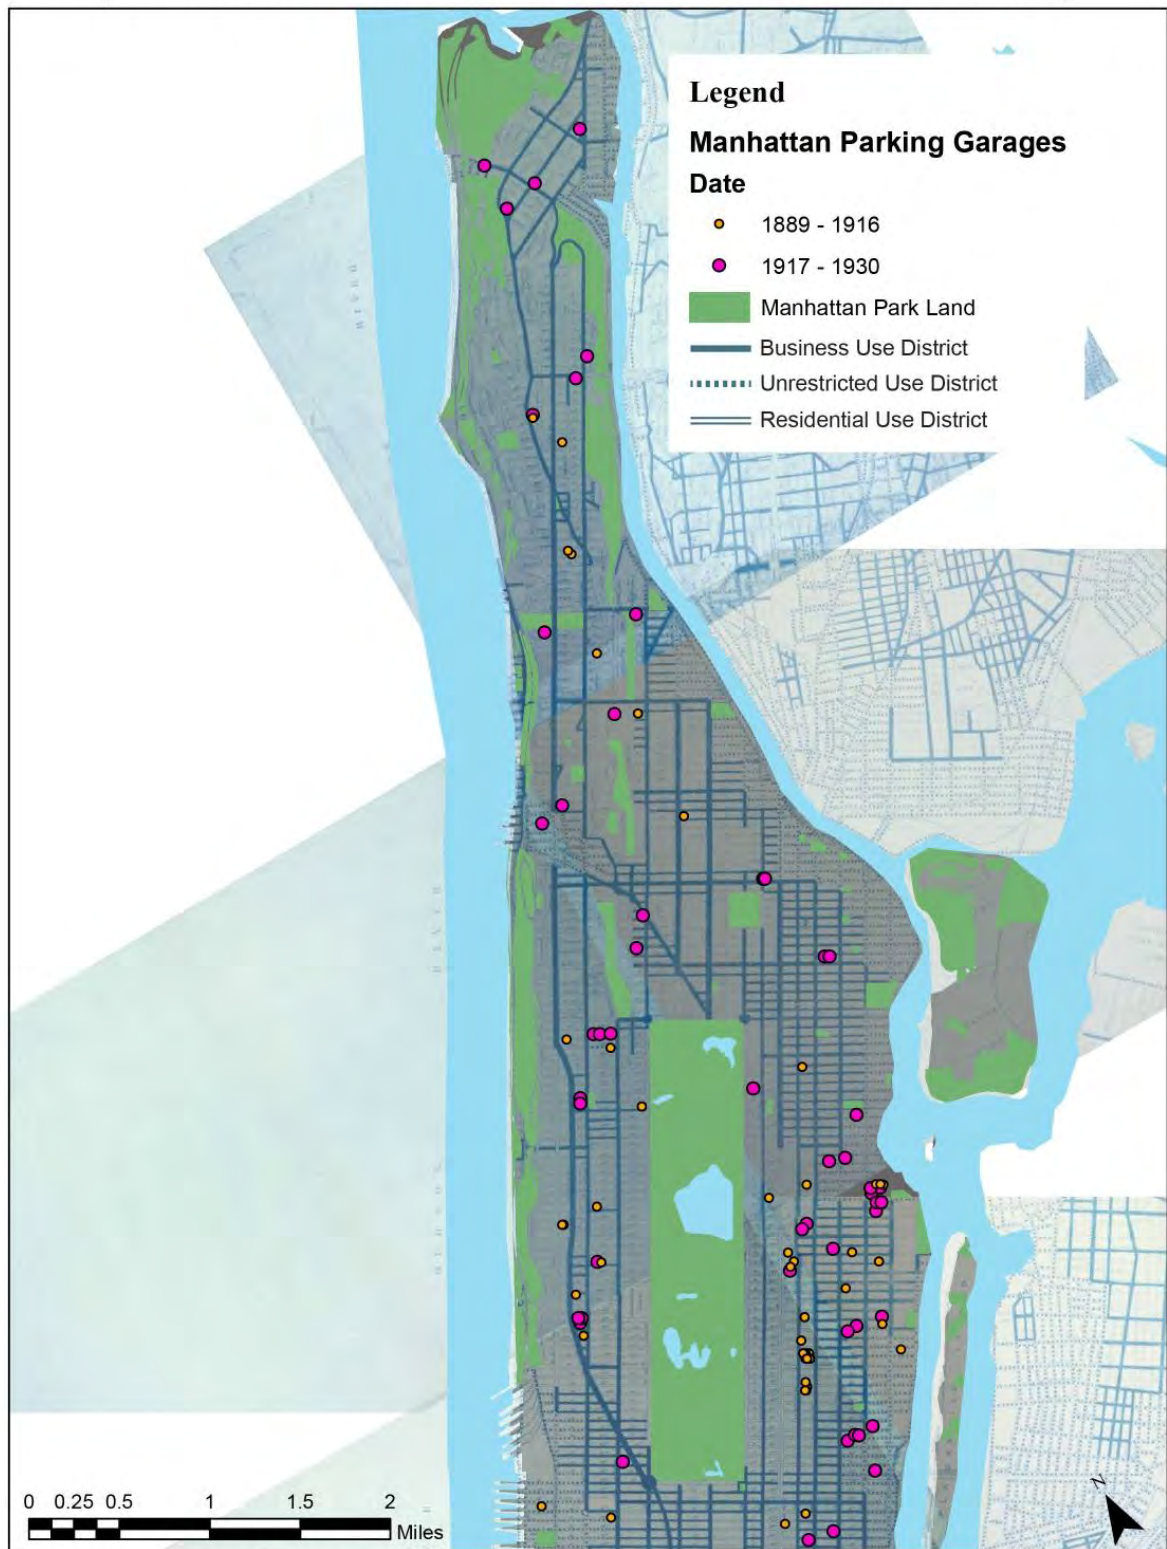 Legend
Manhattan Parking Garages
Date
1889 - 1916
1917 - 1930
Manhattan Park Land
Business Use District
Unrestricted Use District
Residential Use District
0 0.25 0.5 1 1.5 2
Miles
N